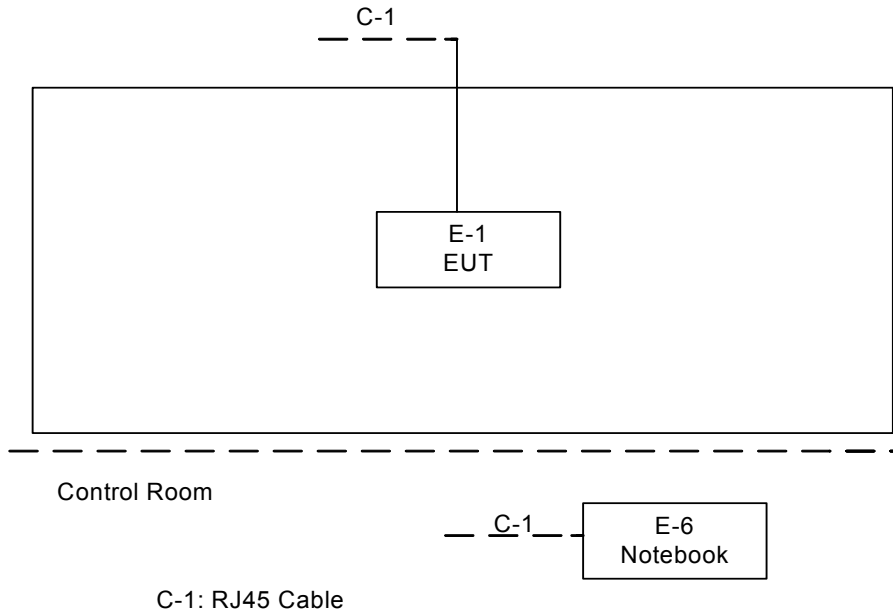 C-1
E-1
EUT
Control Room
C-1
E-6
Notebook
C-1: RJ45 Cable